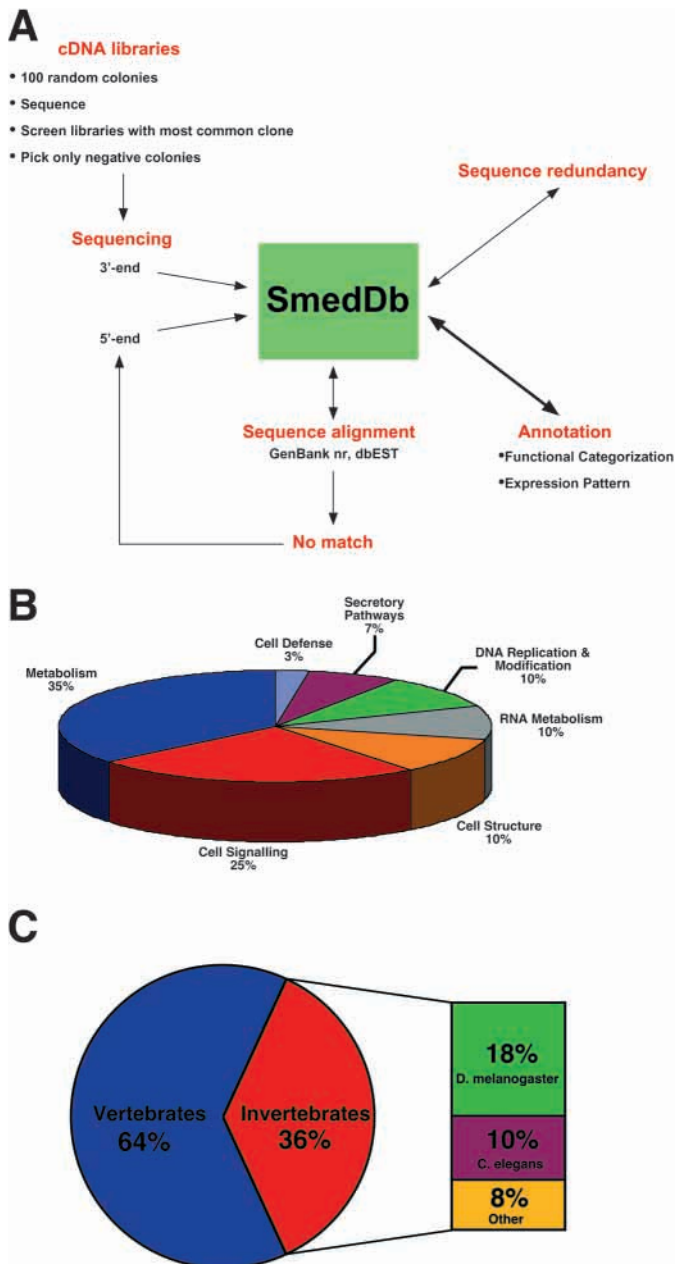 A
cDNA libraries
• 100 random colonies
• Sequence
• Screen libraries with most common clone
• Pick only negative colonies
Sequence redundancy
Sequencing
3'-end
5'-end
SmedDb
Sequence alignment
GenBank nr, dbEST
Annotation
•Functional Categorization
•Expression Pattern
No match
B
Secretory
Pathways
7%
Cell Defense
3%
DNA Replication &
Modification
10%
Metabolism
35%
RNA Metabolism
10%
Cell Structure
10%
Cell Signalling
25%
C
Vertebrates
64%
Invertebrates
36%
18%
D. melanogaster
10%
C. elegans
8%
Other